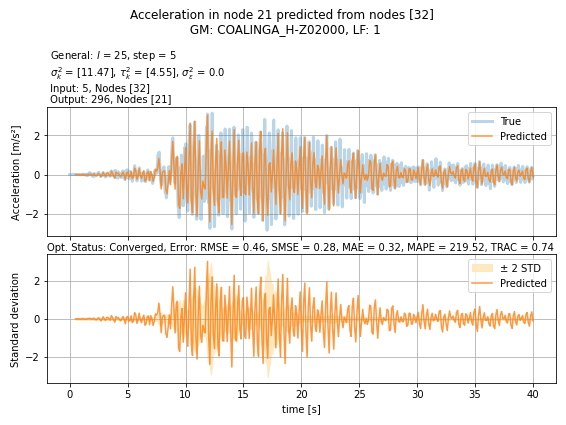 Acceleration in node 21 predicted from nodes [32]
GM: COALINGA_H-Z02000, LF: 1
General: l = 25, step = 5
σ²ₖ = [11.47], τ²ₖ = [4.55], σ²ε = 0.0
Input: 5, Nodes [32]
Output: 296, Nodes [21]
Acceleration [m/s²]
2
0
−2
True
Predicted
Opt. Status: Converged, Error: RMSE = 0.46, SMSE = 0.28, MAE = 0.32, MAPE = 219.52, TRAC = 0.74
Standard deviation
2
0
−2
± 2 STD
Predicted
0 5 10 15 20 25 30 35 40
time [s]